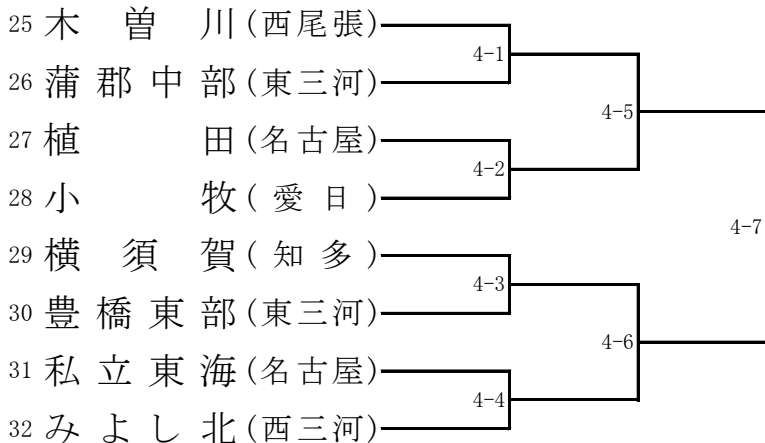 25 木曽川(西尾張)
4-1
26 蒲郡中部(東三河)
4-5
27 植田(名古屋)
4-2
28 小牧(愛日)
4-7
29 横須賀(知多)
4-3
30 豊橋東部(東三河)
4-6
31 私立東海(名古屋)
4-4
32 みよし北(西三河)